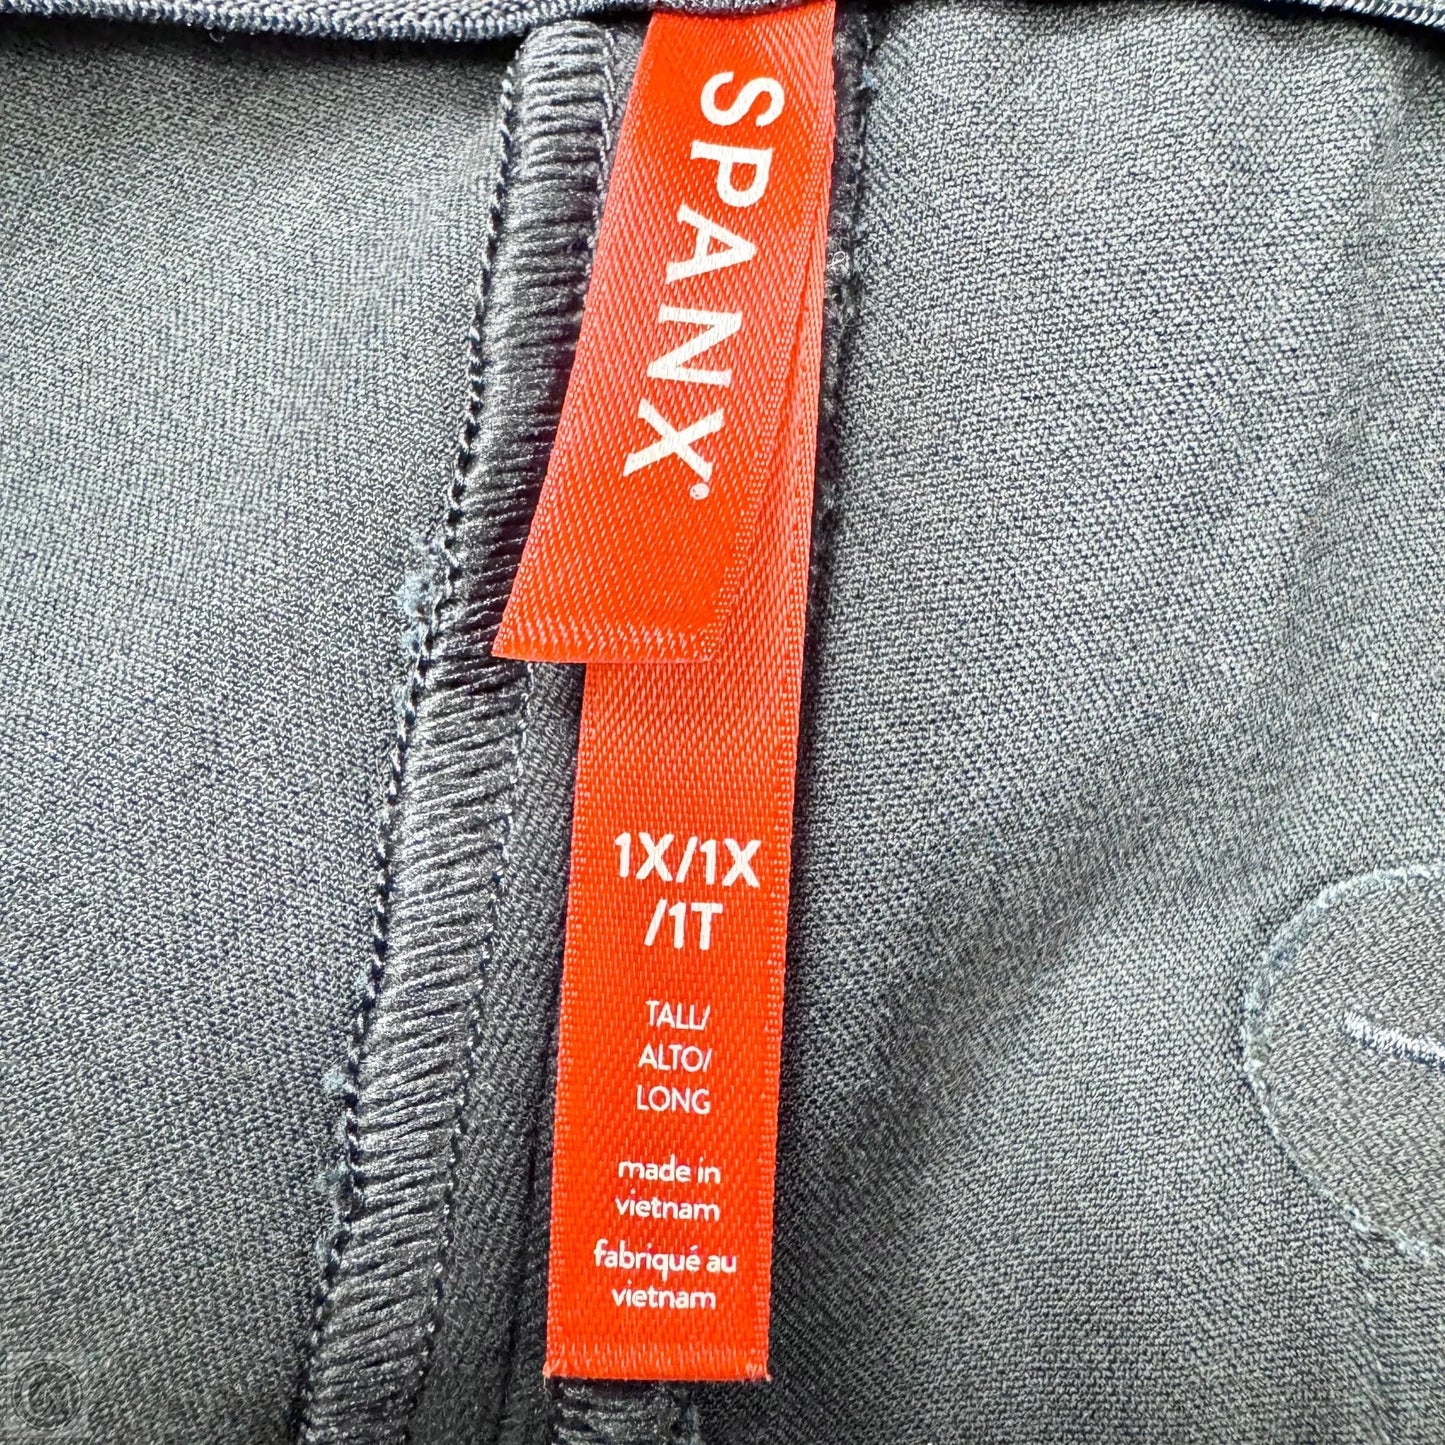 SPANX®
1X/1X
/1T
TALL/
ALTO/
LONG
made in
vietnam
fabriqué au
vietnam